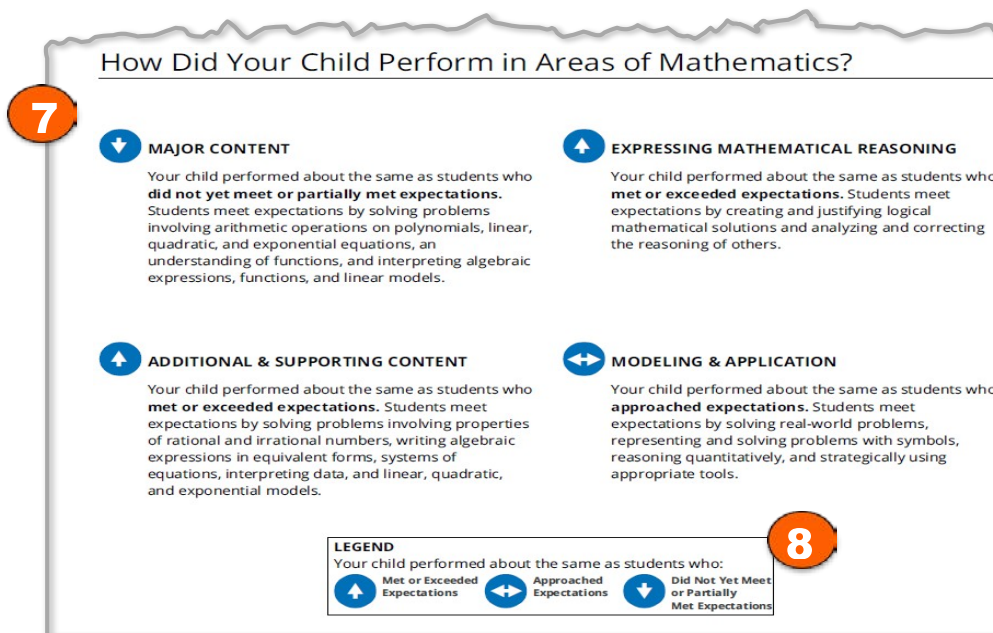 How Did Your Child Perform in Areas of Mathematics?
7
MAJOR CONTENT
Your child performed about the same as students who
did not yet meet or partially met expectations.
Students meet expectations by solving problems
involving arithmetic operations on polynomials, linear,
quadratic, and exponential equations, an
understanding of functions, and interpreting algebraic
expressions, functions, and linear models.
EXPRESSING MATHEMATICAL REASONING
Your child performed about the same as students who
met or exceeded expectations. Students meet
expectations by creating and justifying logical
mathematical solutions and analyzing and correcting
the reasoning of others.
ADDITIONAL & SUPPORTING CONTENT
Your child performed about the same as students who
met or exceeded expectations. Students meet
expectations by solving problems involving properties
of rational and irrational numbers, writing algebraic
expressions in equivalent forms, systems of
equations, interpreting data, and linear, quadratic,
and exponential models.
MODELING & APPLICATION
Your child performed about the same as students who
approached expectations. Students meet
expectations by solving real-world problems,
representing and solving problems with symbols,
reasoning quantitatively, and strategically using
appropriate tools.
8
LEGEND
Your child performed about the same as students who:
Met or Exceeded
Expectations
Approached
Expectations
Did Not Yet Meet
or Partially
Met Expectations